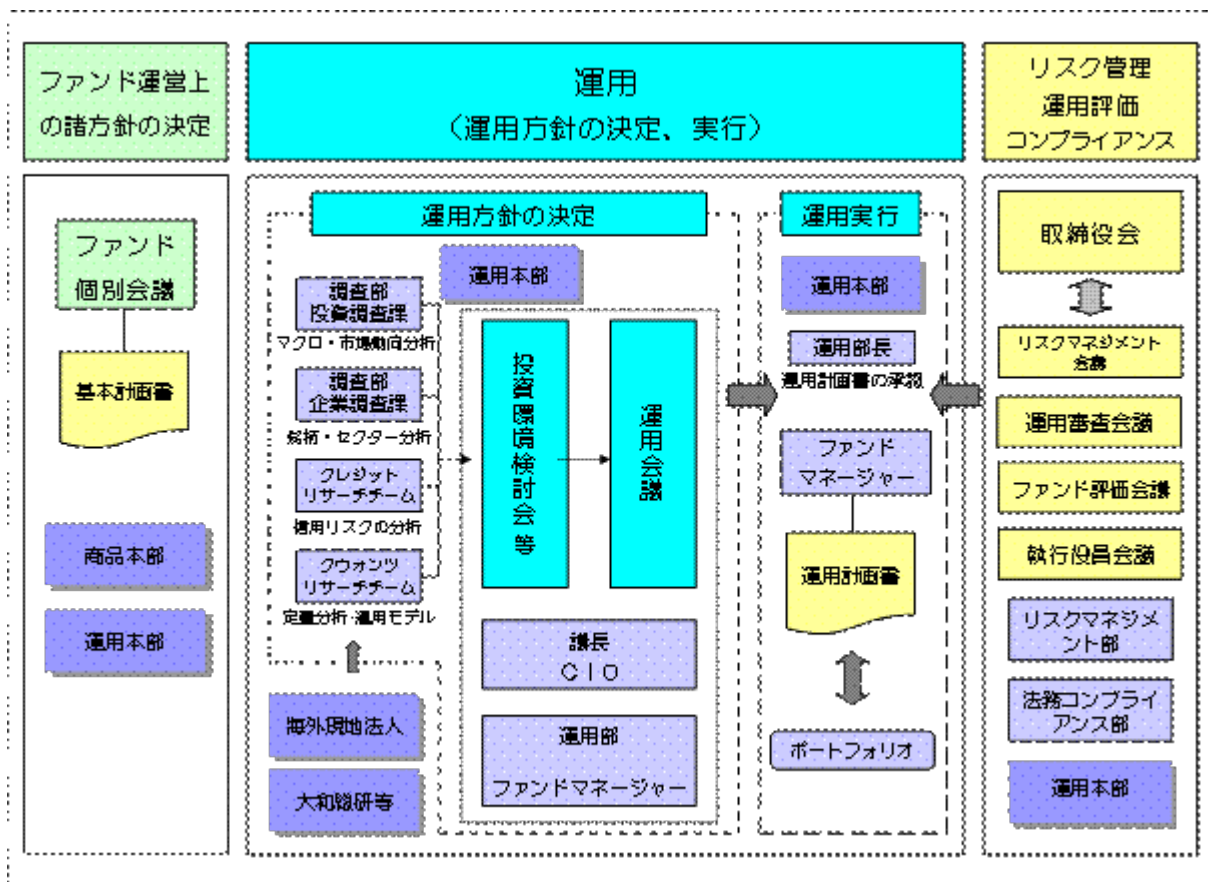 ファンド運営上
の諸方針の決定
運用
（運用方針の決定、実行）
リスク管理
運用評価
コンプライアンス
ファンド
個別会議
基本計画書
商品本部
運用本部
運用方針の決定
運用本部
調査部
投資調査課
マクロ・市場動向分析
調査部
企業調査課
銘柄・セクター分析
クレジット
リサーチチーム
信用リスクの分析
クウォンツ
リサーチチーム
定量分析・運用モデル
海外現地法人
大和総研等
投資環境検討会等
運用会議
議長
ＣＩＯ
運用部
ファンドマネージャー
運用実行
運用本部
運用部長
運用計画書の承認
ファンド
マネージャー
運用計画書
ポートフォリオ
取締役会
リスクマネジメント
会議
運用審査会議
ファンド評価会議
執行役員会議
リスクマネジメ
ント部
法務コンプライ
アンス部
運用本部